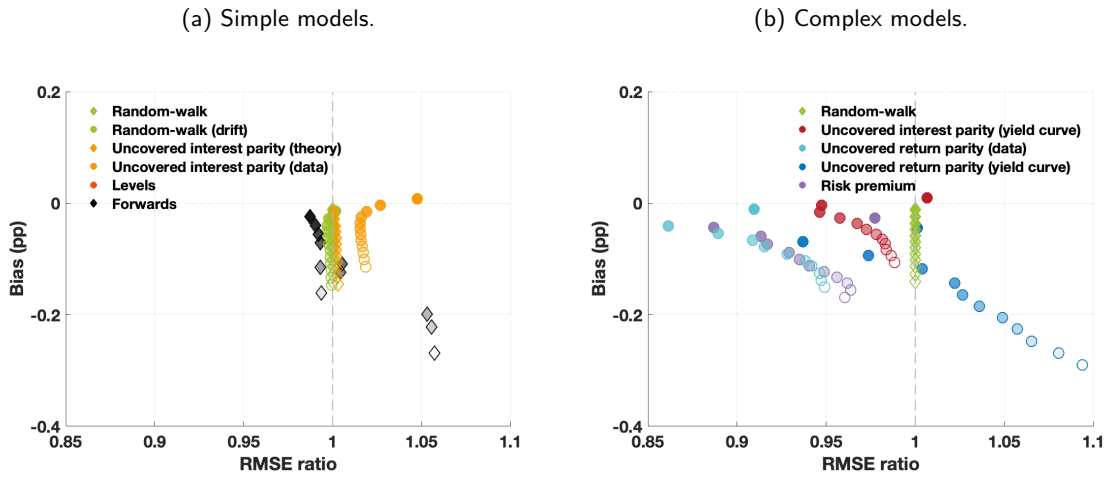 (a) Simple models.
0.2
0
-0.2
-0.4
Bias (pp)
Random-walk
Random-walk (drift)
Uncovered interest parity (theory)
Uncovered interest parity (data)
Levels
Forwards
0.85
0.9
0.95
1
1.05
1.1
RMSE ratio
(b) Complex models.
0.2
0
-0.2
-0.4
Bias (pp)
Random-walk
Uncovered interest parity (yield curve)
Uncovered return parity (data)
Uncovered return parity (yield curve)
Risk premium
0.85
0.9
0.95
1
1.05
1.1
RMSE ratio